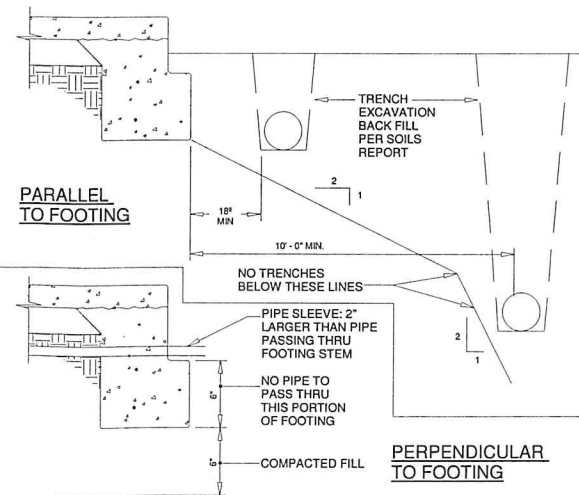 TRENCH
EXCAVATION
BACK FILL
PER SOILS
REPORT
2
1
PARALLEL
TO FOOTING
18"
MIN
10' - 0" MIN.
NO TRENCHES
BELOW THESE LINES
2
1
PIPE SLEEVE: 2"
LARGER THAN PIPE
PASSING THRU
FOOTING STEM
6"
NO PIPE TO
PASS THRU
THIS PORTION
OF FOOTING
6"
COMPACTED FILL
PERPENDICULAR
TO FOOTING